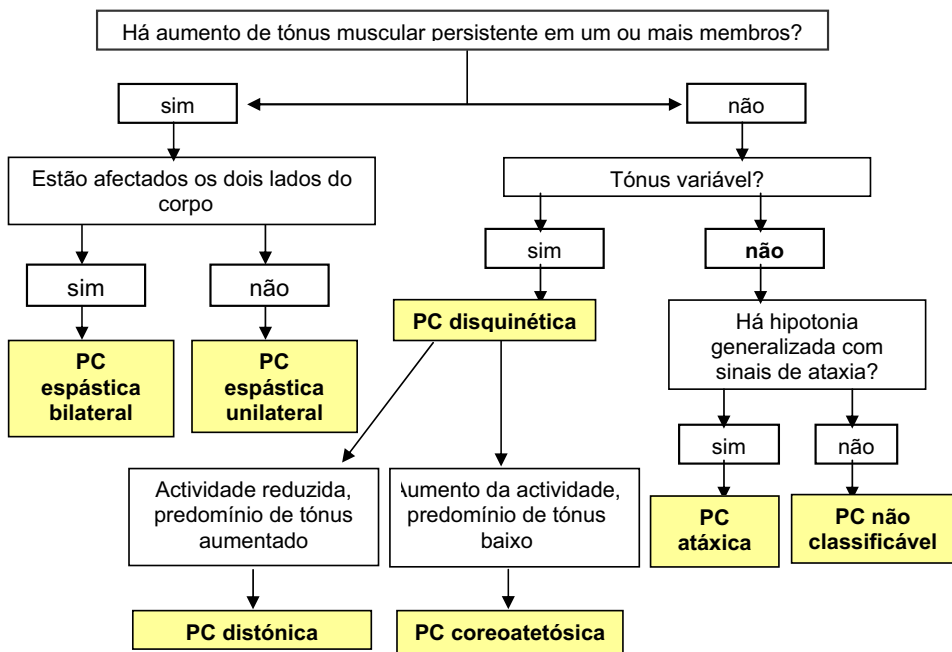 Há aumento de tónus muscular persistente em um ou mais membros?
sim
não
Estão afectados os dois lados do
corpo
Tónus variável?
sim
não
sim
não
PC
espástica
bilateral
PC
espástica
unilateral
PC disquinética
Há hipotonia
generalizada com
sinais de ataxia?
sim
não
Actividade reduzida,
predomínio de tónus
aumentado
Aumento da actividade,
predomínio de tónus
baixo
PC
atáxica
PC não
classificável
PC distónica
PC coreoatetósica